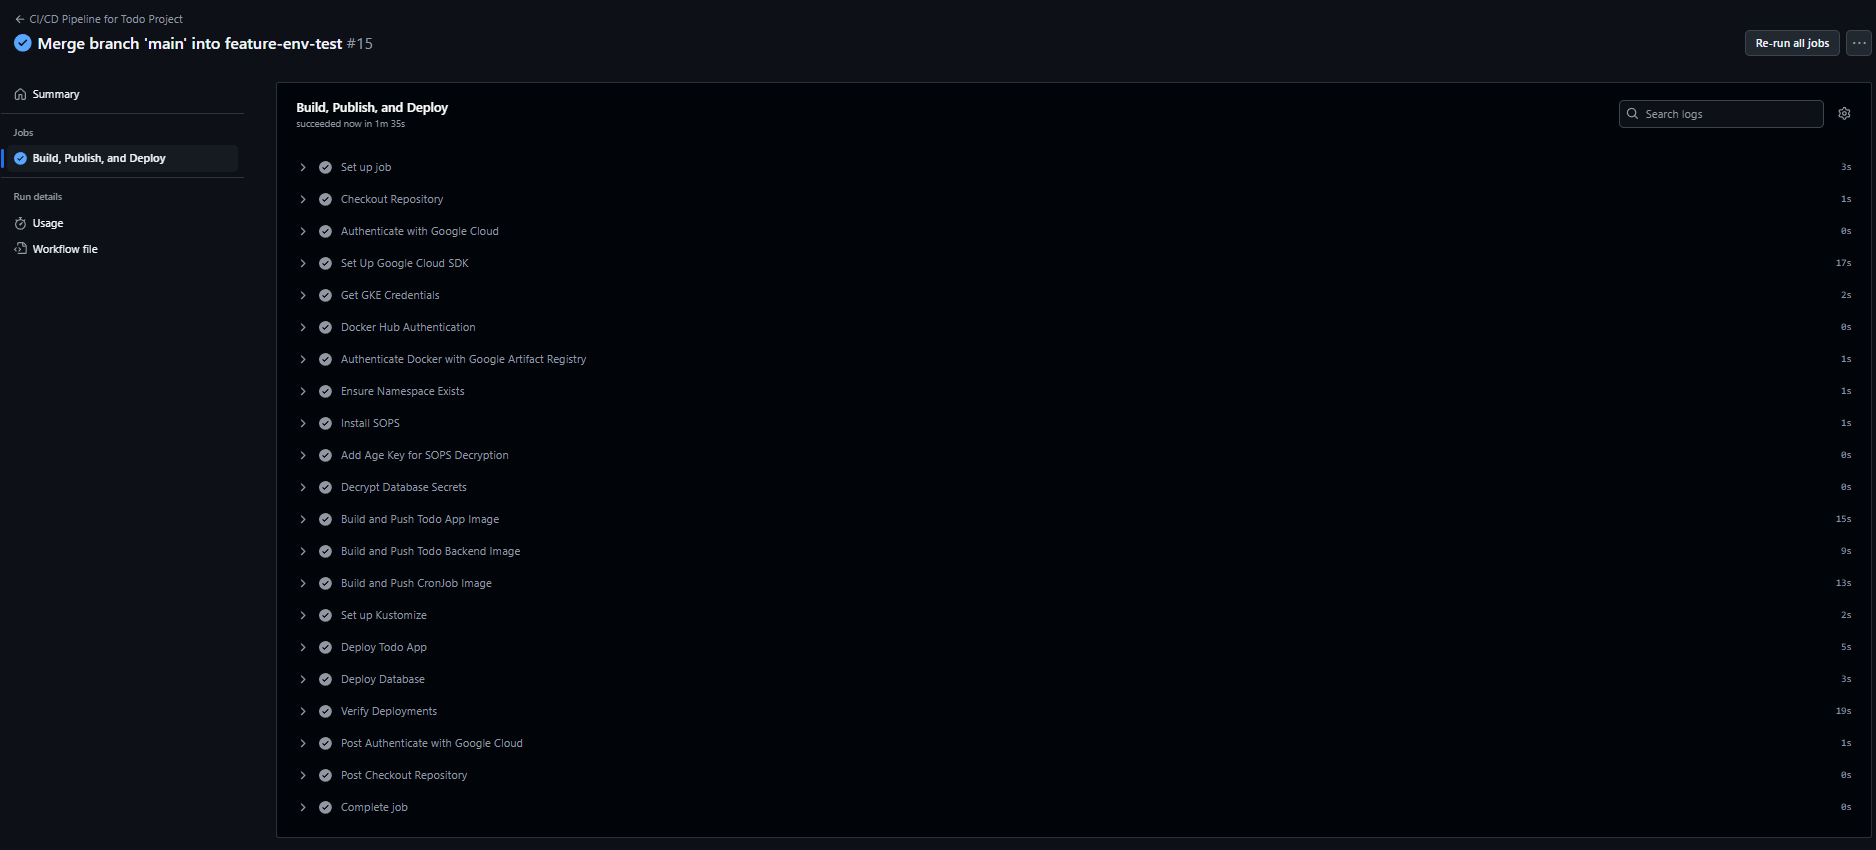 CI/CD Pipeline for Todo Project
Merge branch 'main' into feature-env-test #15
Re-run all jobs
Summary
Jobs
Build, Publish, and Deploy
Run details
Usage
Workflow file
Build, Publish, and Deploy
succeeded now in 1m 35s
Search logs
Set up job 3s
Checkout Repository 1s
Authenticate with Google Cloud 0s
Set Up Google Cloud SDK 17s
Get GKE Credentials 2s
Docker Hub Authentication 0s
Authenticate Docker with Google Artifact Registry 1s
Ensure Namespace Exists 1s
Install SOPS 1s
Add Age Key for SOPS Decryption 0s
Decrypt Database Secrets 0s
Build and Push Todo App Image 15s
Build and Push Todo Backend Image 9s
Build and Push CronJob Image 13s
Set up Kustomize 2s
Deploy Todo App 5s
Deploy Database 3s
Verify Deployments 19s
Post Authenticate with Google Cloud 1s
Post Checkout Repository 0s
Complete job 0s